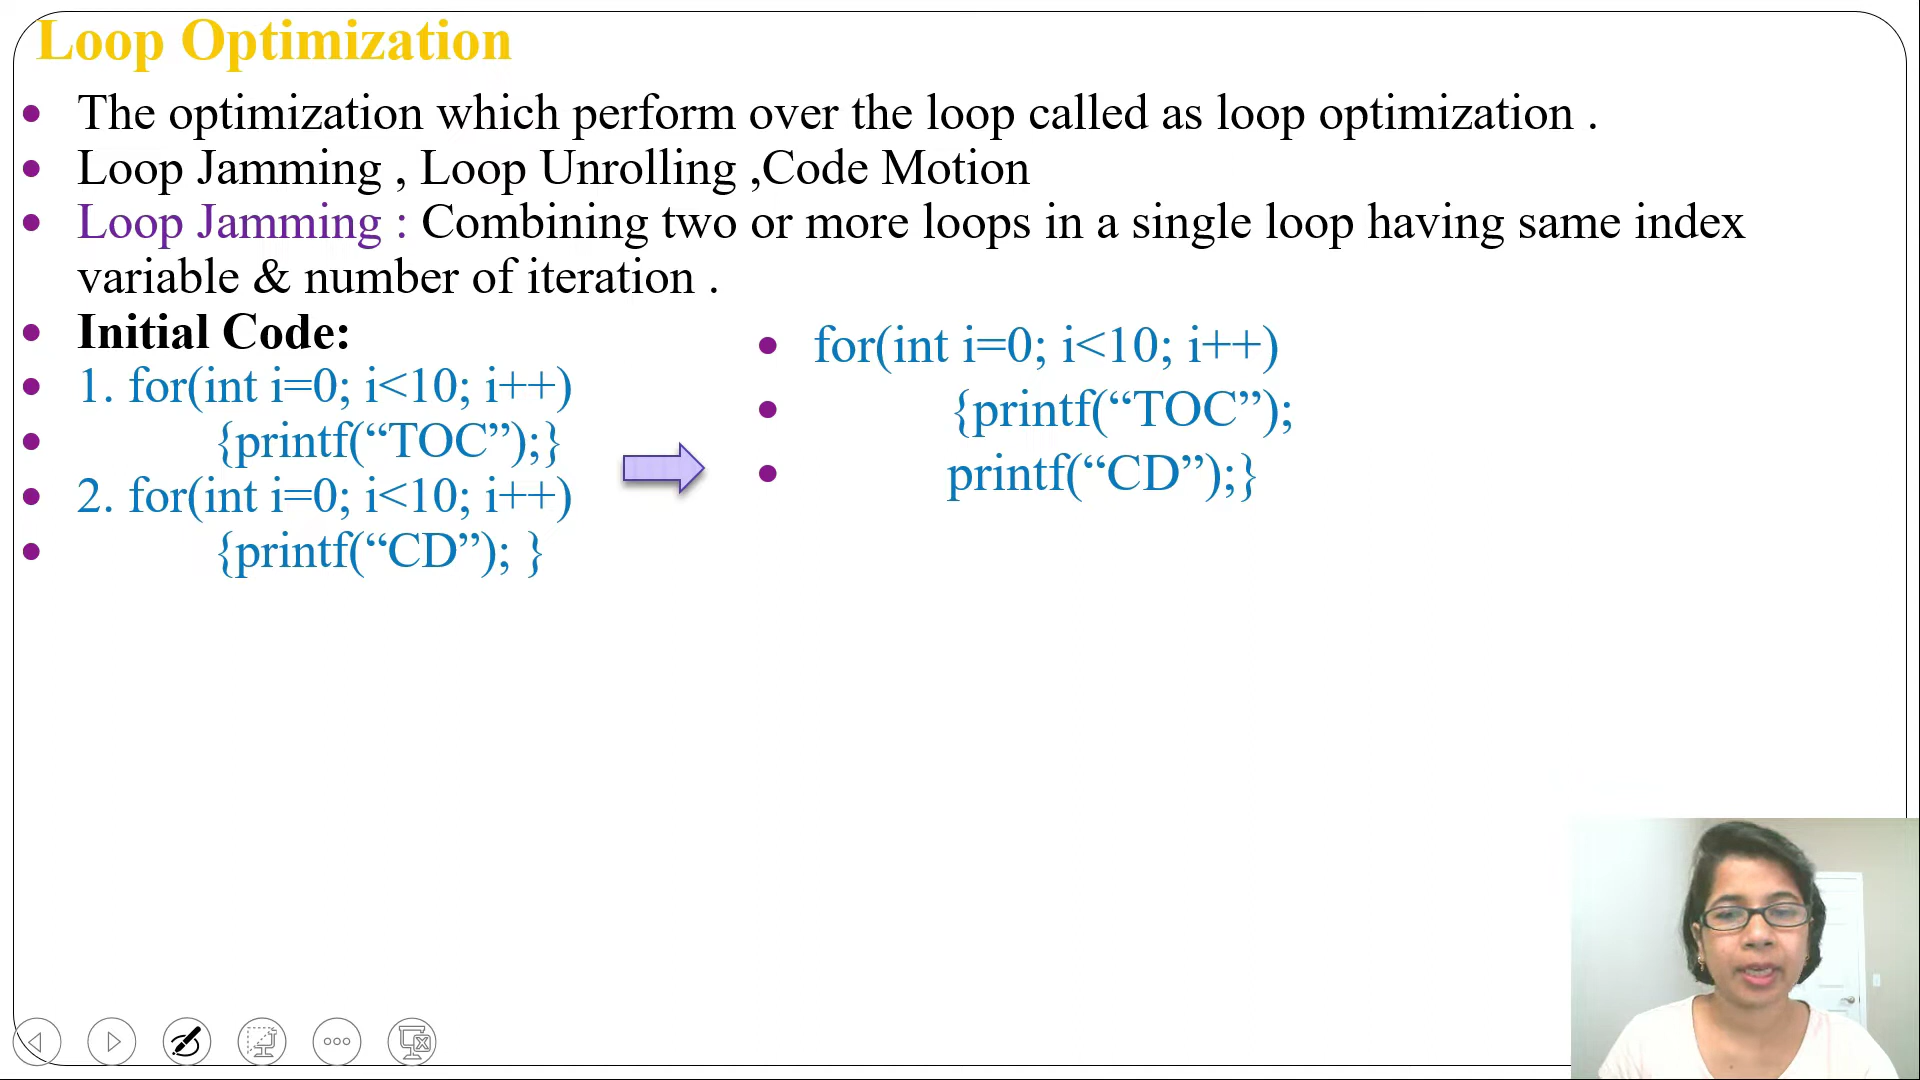 Loop Optimization
• The optimization which perform over the loop called as loop optimization .
• Loop Jamming , Loop Unrolling ,Code Motion
• Loop Jamming : Combining two or more loops in a single loop having same index
variable & number of iteration .
• Initial Code:
• 1. for(int i=0; i<10; i++)
• {printf(“TOC”);}
• 2. for(int i=0; i<10; i++)
• {printf(“CD”); }
• for(int i=0; i<10; i++)
• {printf(“TOC”);
• printf(“CD”);}